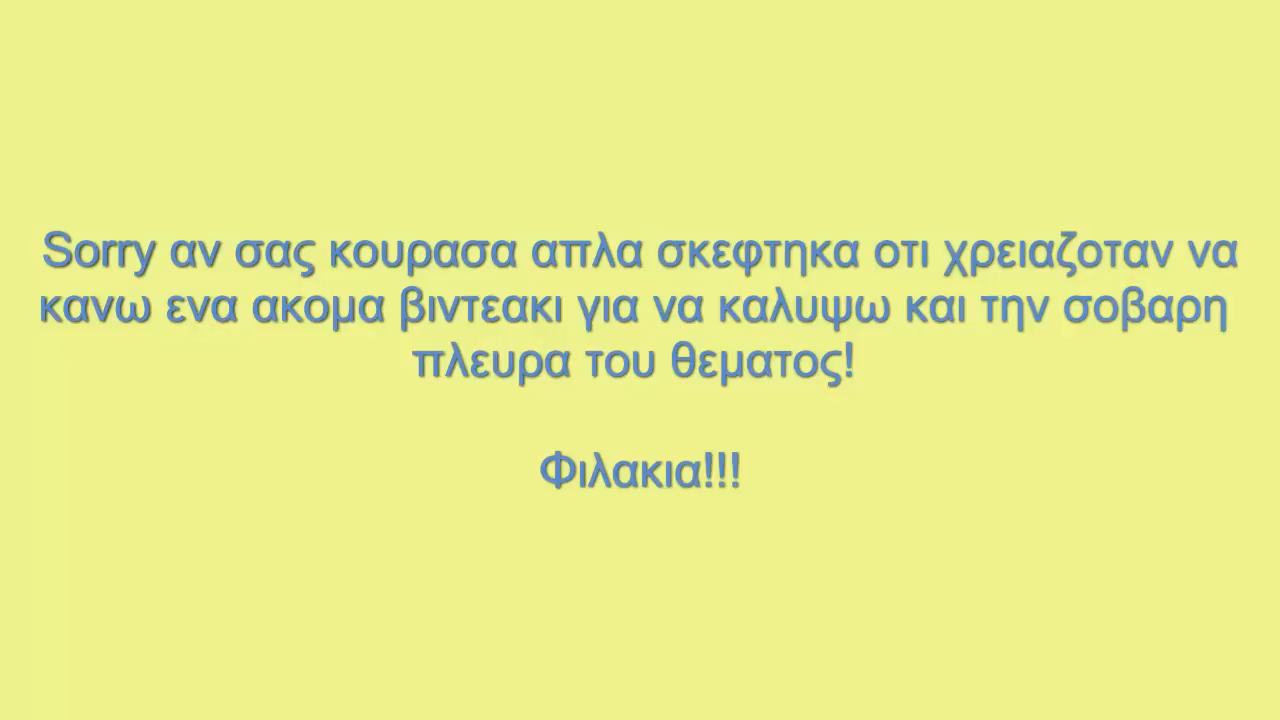 Sorry αν σας κουρασα απλα σκεφτηκα οτι χρειαζοταν να
κανω ενα ακομα βιντεακι για να καλυψω και την σοβαρη
πλευρα του θεματος!
Φιλακια!!!